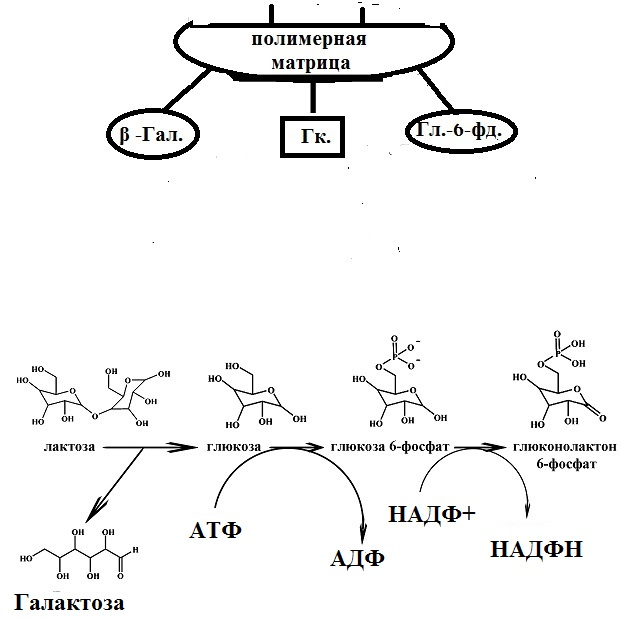 полимерная
матрица
β -Гал.
Гк.
Гл.-6-фд.
лактоза
глюкоза
глюкоза 6-фосфат
глюконолактон
6-фосфат
АТФ
АДФ
НАДФ+
НАДФН
Галактоза